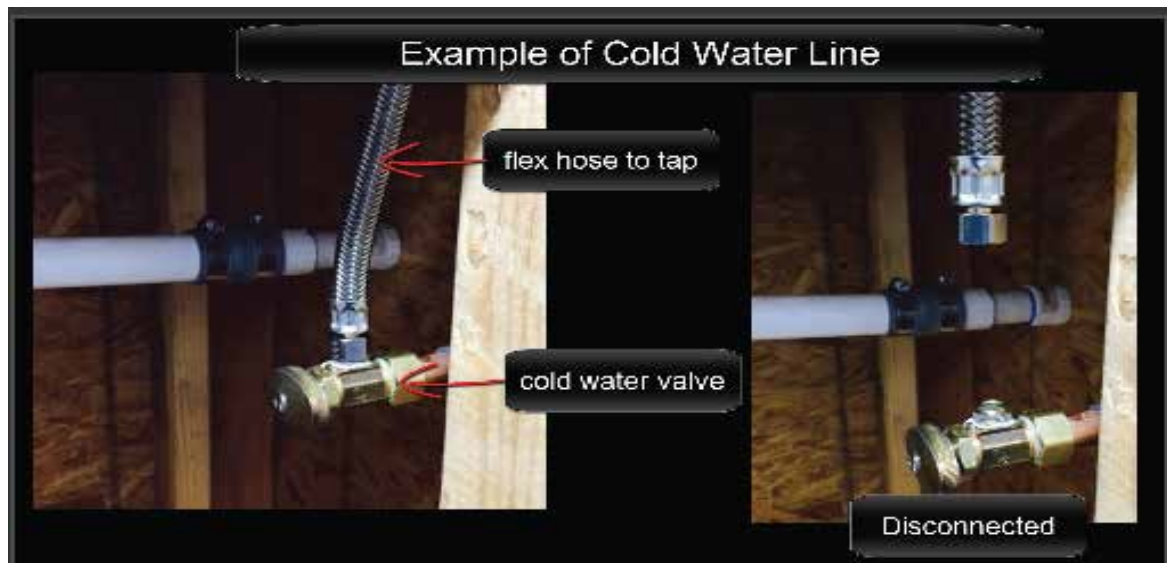 Example of Cold Water Line
flex hose to tap
cold water valve
Disconnected